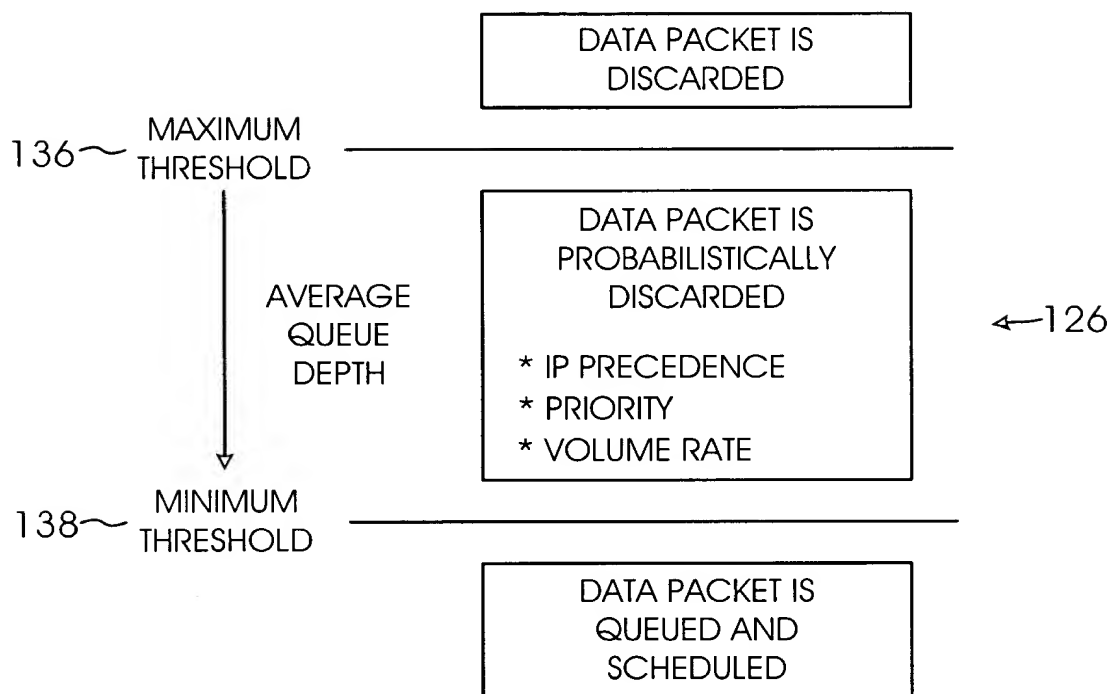 DATA PACKET IS
DISCARDED
136
MAXIMUM
THRESHOLD
DATA PACKET IS
PROBABILISTICALLY
DISCARDED
* IP PRECEDENCE
* PRIORITY
* VOLUME RATE
AVERAGE
QUEUE
DEPTH
126
138
MINIMUM
THRESHOLD
DATA PACKET IS
QUEUED AND
SCHEDULED